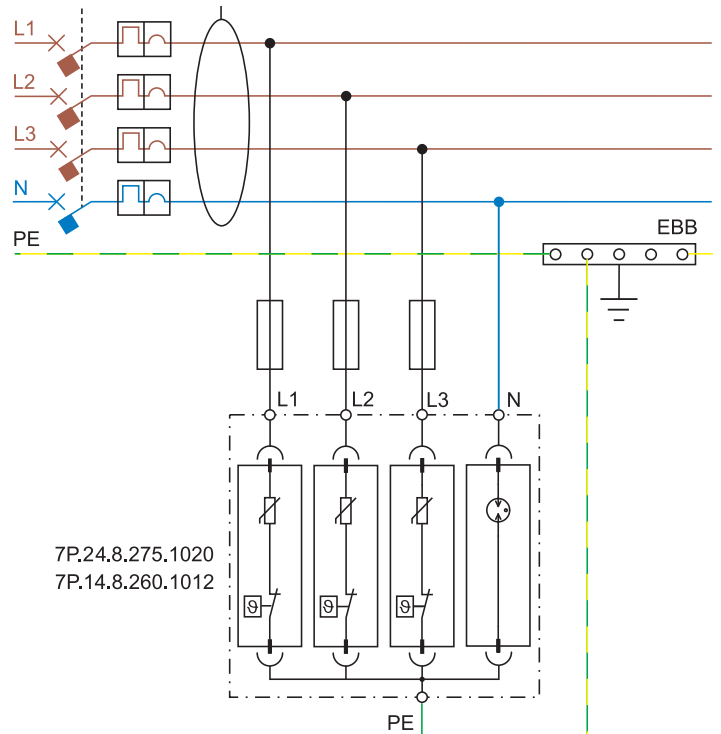 L1
L2
L3
N
PE
EBB
L1 L2 L3 N
7P.24.8.275.1020
7P.14.8.260.1012
ϑ ϑ ϑ
PE